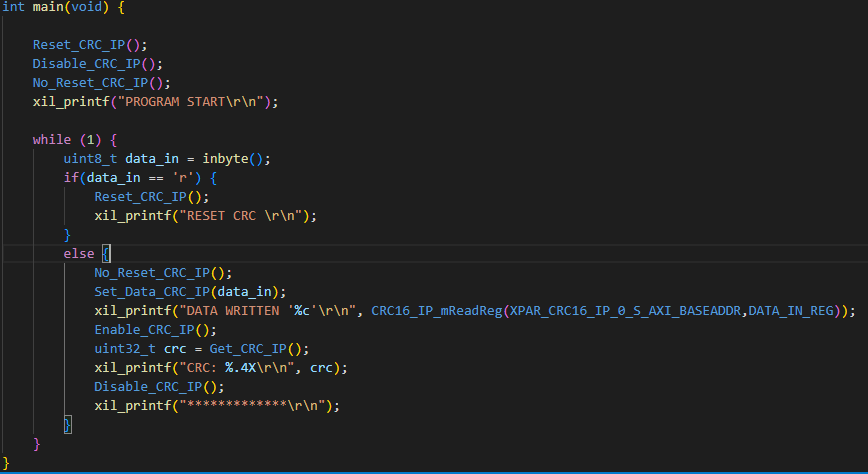 int main(void) {
Reset_CRC_IP();
Disable_CRC_IP();
No_Reset_CRC_IP();
xil_printf("PROGRAM START\r\n");
while (1) {
uint8_t data_in = inbyte();
if(data_in == 'r') {
Reset_CRC_IP();
xil_printf("RESET CRC \r\n");
}
else {
No_Reset_CRC_IP();
Set_Data_CRC_IP(data_in);
xil_printf("DATA WRITTEN '%c'\r\n", CRC16_IP_mReadReg(XPAR_CRC16_IP_0_S_AXI_BASEADDR,DATA_IN_REG));
Enable_CRC_IP();
uint32_t crc = Get_CRC_IP();
xil_printf("CRC: %.4X\r\n", crc);
Disable_CRC_IP();
xil_printf("*************\r\n");
}
}
}